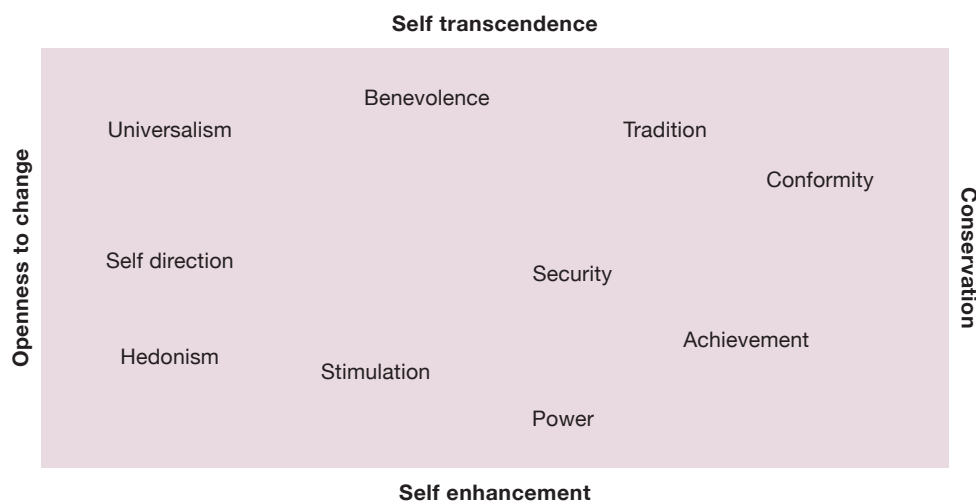 Self transcendence
Benevolence
Universalism
Tradition
Conformity
Openness to change
Conservation
Self direction
Security
Achievement
Hedonism
Stimulation
Power
Self enhancement